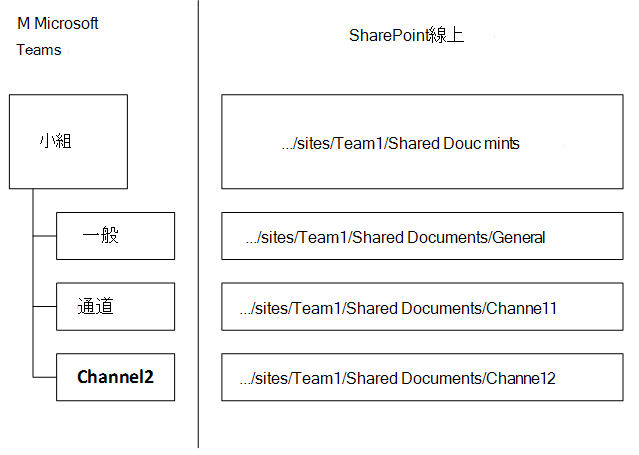 M Microsoft
Teams
SharePoint線上
小組
.../sites/Team1/Shared Douc mints
一般
.../sites/Team1/Shared Documents/General
通道
.../sites/Team1/Shared Documents/Channe11
Channel2
.../sites/Team1/Shared Documents/Channe12